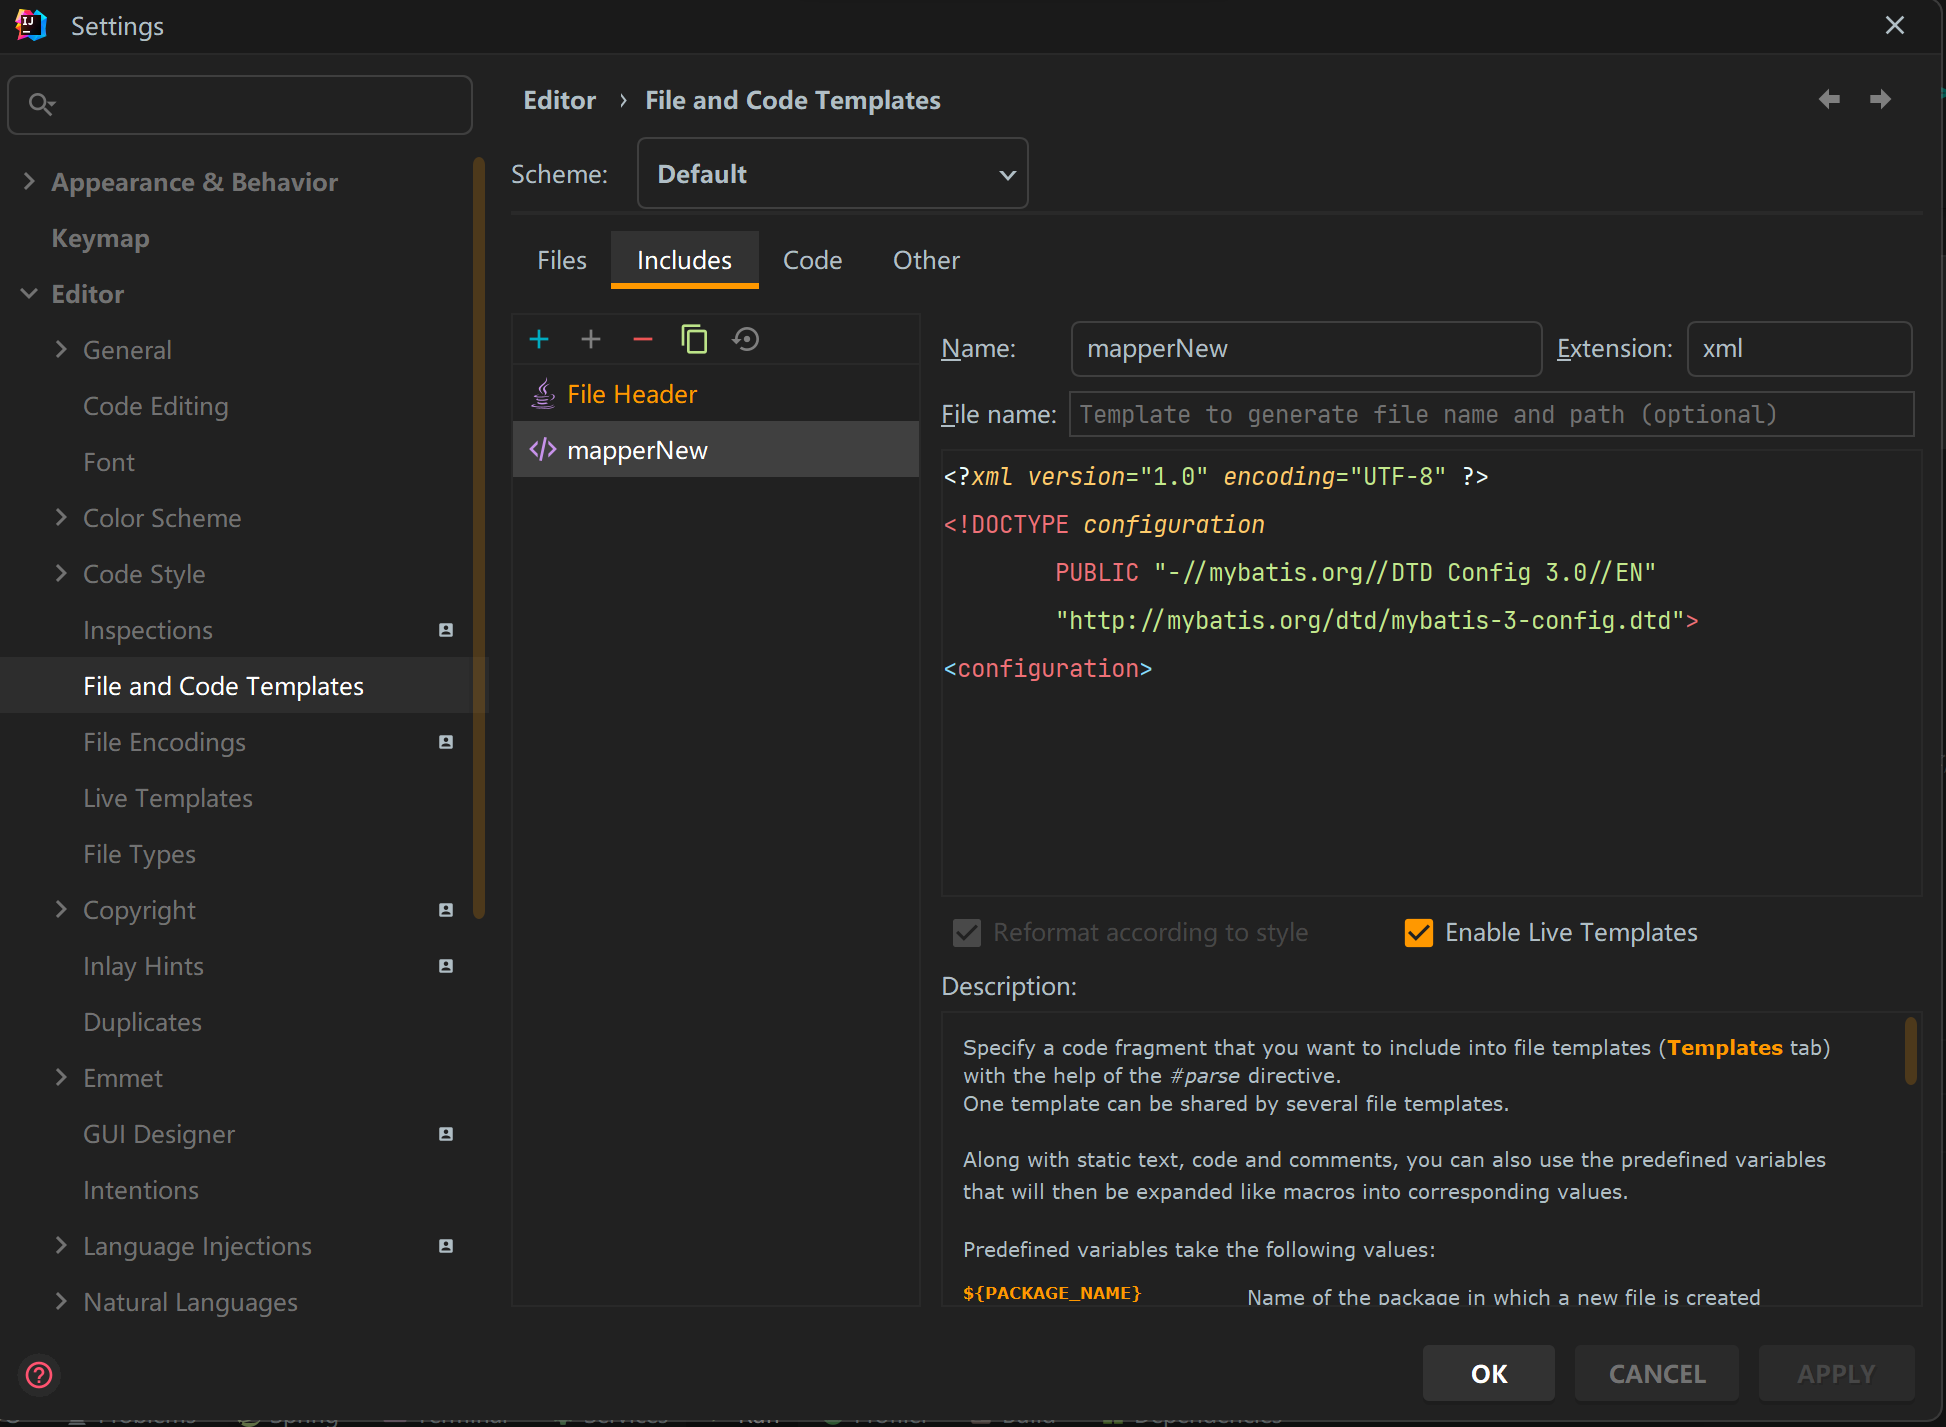 Settings
Editor › File and Code Templates
Scheme: Default
Appearance & Behavior
Keymap
Editor
General
Code Editing
Font
Color Scheme
Code Style
Inspections
File and Code Templates
File Encodings
Live Templates
File Types
Copyright
Inlay Hints
Duplicates
Emmet
GUI Designer
Intentions
Language Injections
Natural Languages
Files Includes Code Other
File Header
mapperNew
Name: mapperNew Extension: xml
File name: Template to generate file name and path (optional)
<?xml version="1.0" encoding="UTF-8" ?>
<!DOCTYPE configuration
PUBLIC "-//mybatis.org//DTD Config 3.0//EN"
"http://mybatis.org/dtd/mybatis-3-config.dtd">
<configuration>
Reformat according to style Enable Live Templates
Description:
Specify a code fragment that you want to include into file templates (Templates tab)
with the help of the #parse directive.
One template can be shared by several file templates.
Along with static text, code and comments, you can also use the predefined variables
that will then be expanded like macros into corresponding values.
Predefined variables take the following values:
${PACKAGE_NAME} Name of the package in which a new file is created
OK CANCEL APPLY
Problems Spring Terminal Services Run Profiler Build Dependencies